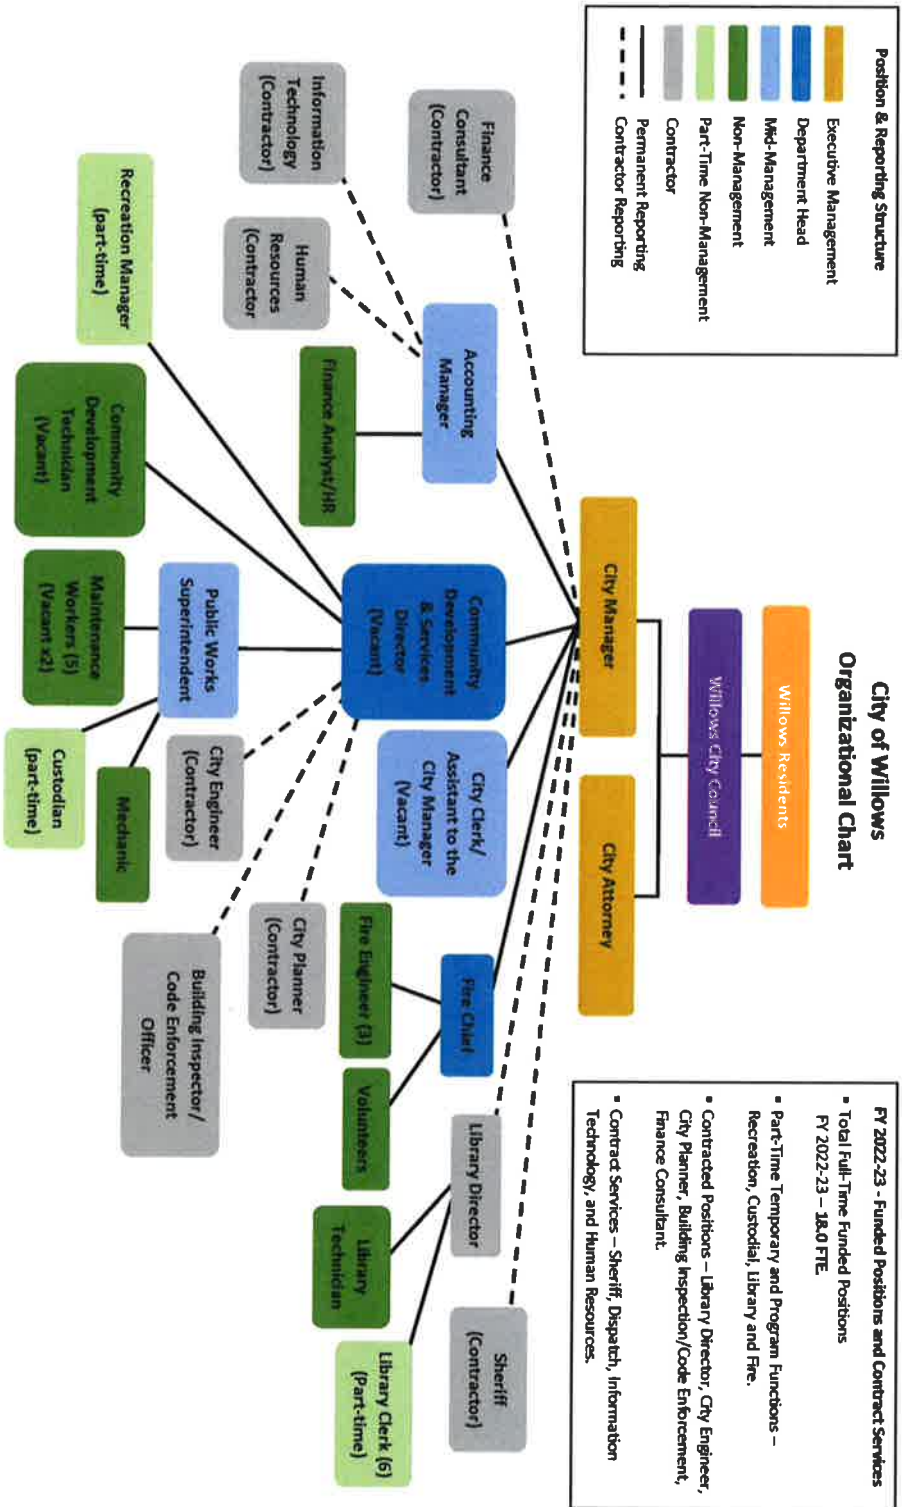 City of Willows
Organizational Chart
Position & Reporting Structure
Executive Management
Department Head
Mid-Management
Non-Management
Part-Time Non-Management
Contractor
Permanent Reporting
Contractor Reporting
FY 2022-23 - Funded Positions and Contract Services
▪ Total Full-Time Funded Positions
FY 2022-23 – 18.0 FTE.
▪ Part-Time Temporary and Program Functions –
Recreation, Custodial, Library and Fire.
▪ Contracted Positions – Library Director, City Engineer,
City Planner, Building Inspection/Code Enforcement,
Finance Consultant.
▪ Contract Services – Sheriff, Dispatch, Information
Technology, and Human Resources.
Willows Residents
Willows City Council
City Manager
City Attorney
Finance
Consultant
(Contractor)
Accounting
Manager
Information
Technology
(Contractor)
Human
Resources
(Contractor
Finance Analyst/HR
Community
Development
& Services
Director
(Vacant)
City Clerk/
Assistant to the
City Manager
(Vacant)
Fire Chief
Fire Engineer (3)
Volunteers
Library Director
Library
Technician
Library Clerk (6)
(Part-time)
Sheriff
(Contractor)
Recreation Manager
(part-time)
Community
Development
Technician
(Vacant)
Public Works
Superintendent
Maintenance
Workers (5)
(Vacant x2)
Custodian
(part-time)
Mechanic
City Engineer
(Contractor)
Building Inspector/
Code Enforcement
Officer
City Planner
(Contractor)